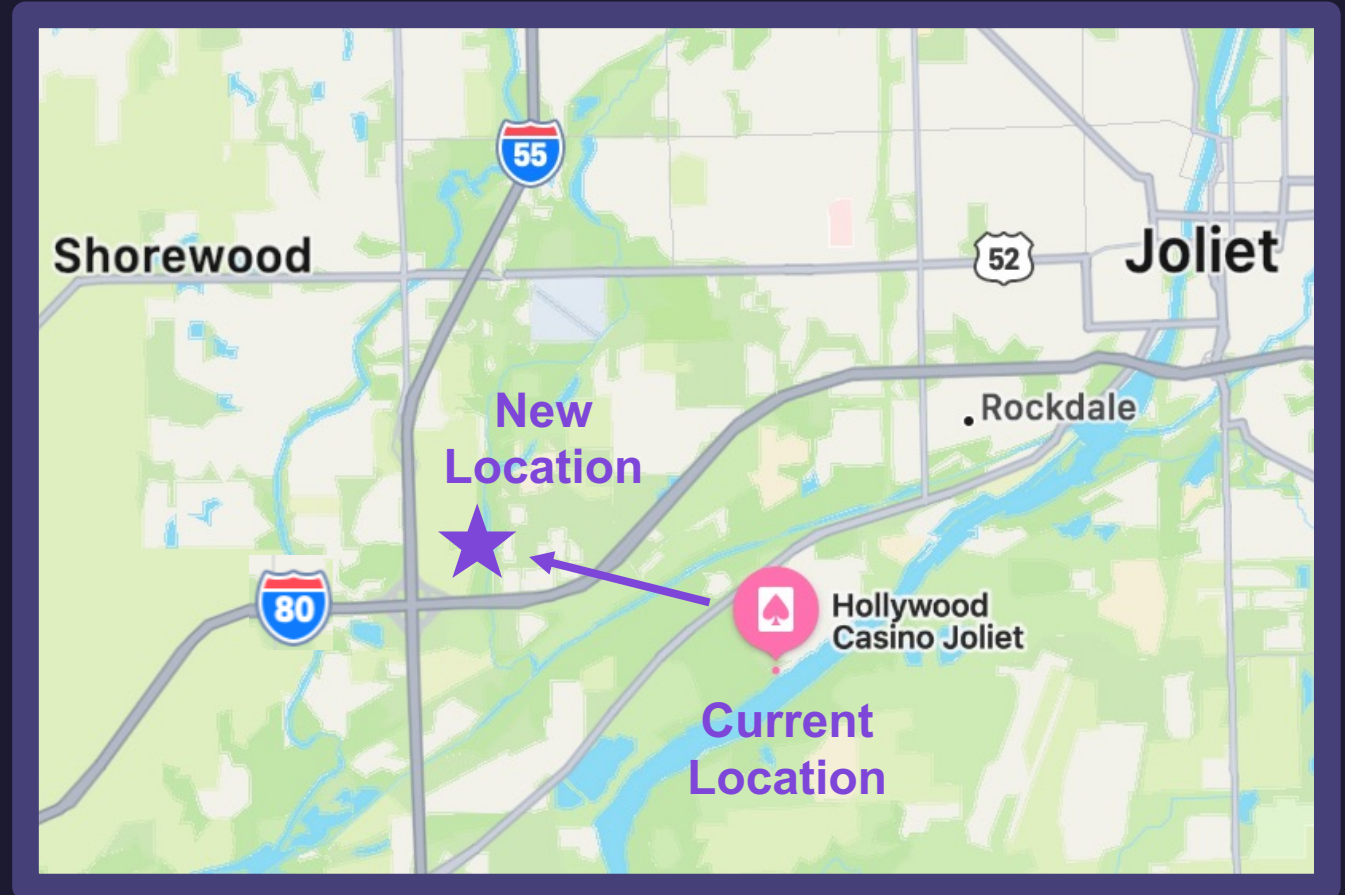 55
Shorewood
52
Joliet
New
Location
Rockdale
80
Hollywood
Casino Joliet
Current
Location